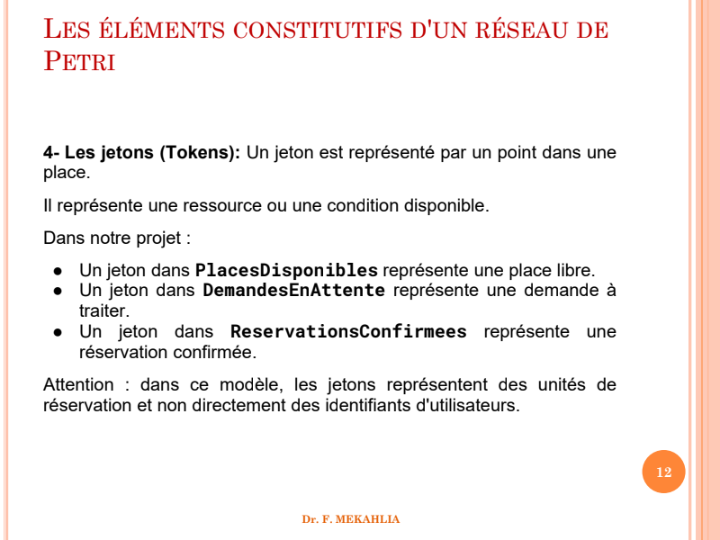 Les éléments constitutifs d'un réseau de
Petri
4- Les jetons (Tokens): Un jeton est représenté par un point dans une
place.
Il représente une ressource ou une condition disponible.
Dans notre projet :
● Un jeton dans PlacesDisponibles représente une place libre.
● Un jeton dans DemandesEnAttente représente une demande à
traiter.
● Un jeton dans ReservationsConfirmees représente une
réservation confirmée.
Attention : dans ce modèle, les jetons représentent des unités de
réservation et non directement des identifiants d'utilisateurs.
12
Dr. F. MEKAHLIA